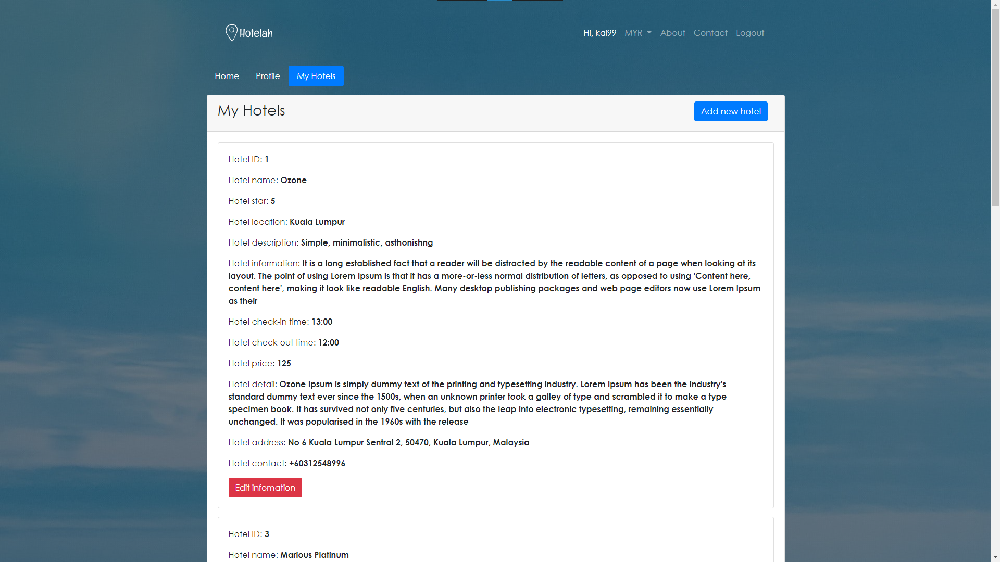 Hotelah
Hi, kai99 MYR About Contact Logout
Home Profile My Hotels
My Hotels
Add new hotel
Hotel ID: 1
Hotel name: Ozone
Hotel star: 5
Hotel location: Kuala Lumpur
Hotel description: Simple, minimalistic, asthonishng
Hotel information: It is a long established fact that a reader will be distracted by the readable content of a page when looking at its
layout. The point of using Lorem Ipsum is that it has a more-or-less normal distribution of letters, as opposed to using 'Content here,
content here', making it look like readable English. Many desktop publishing packages and web page editors now use Lorem Ipsum
as their
Hotel check-in time: 13:00
Hotel check-out time: 12:00
Hotel price: 125
Hotel detail: Ozone Ipsum is simply dummy text of the printing and typesetting industry. Lorem Ipsum has been the industry's
standard dummy text ever since the 1500s, when an unknown printer took a galley of type and scrambled it to make a type
specimen book. It has survived not only five centuries, but also the leap into electronic typesetting, remaining essentially
unchanged. It was popularised in the 1960s with the release
Hotel address: No 6 Kuala Lumpur Sentral 2, 50470, Kuala Lumpur, Malaysia
Hotel contact: +60312548996
Edit infomation
Hotel ID: 3
Hotel name: Marious Platinum